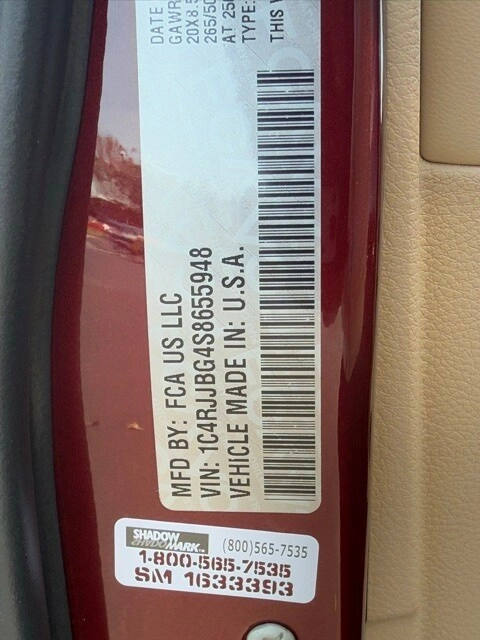 MFD BY: FCA US LLC
DATE
VIN: 1C4RJJBG4S8655948
GAWR
VEHICLE MADE IN: U.S.A.
20X8.5
265/50
AT 250
TYPE:
THIS V
SHADOW
MARK
(800)565-7535
1-800-565-7535
SM 1633393